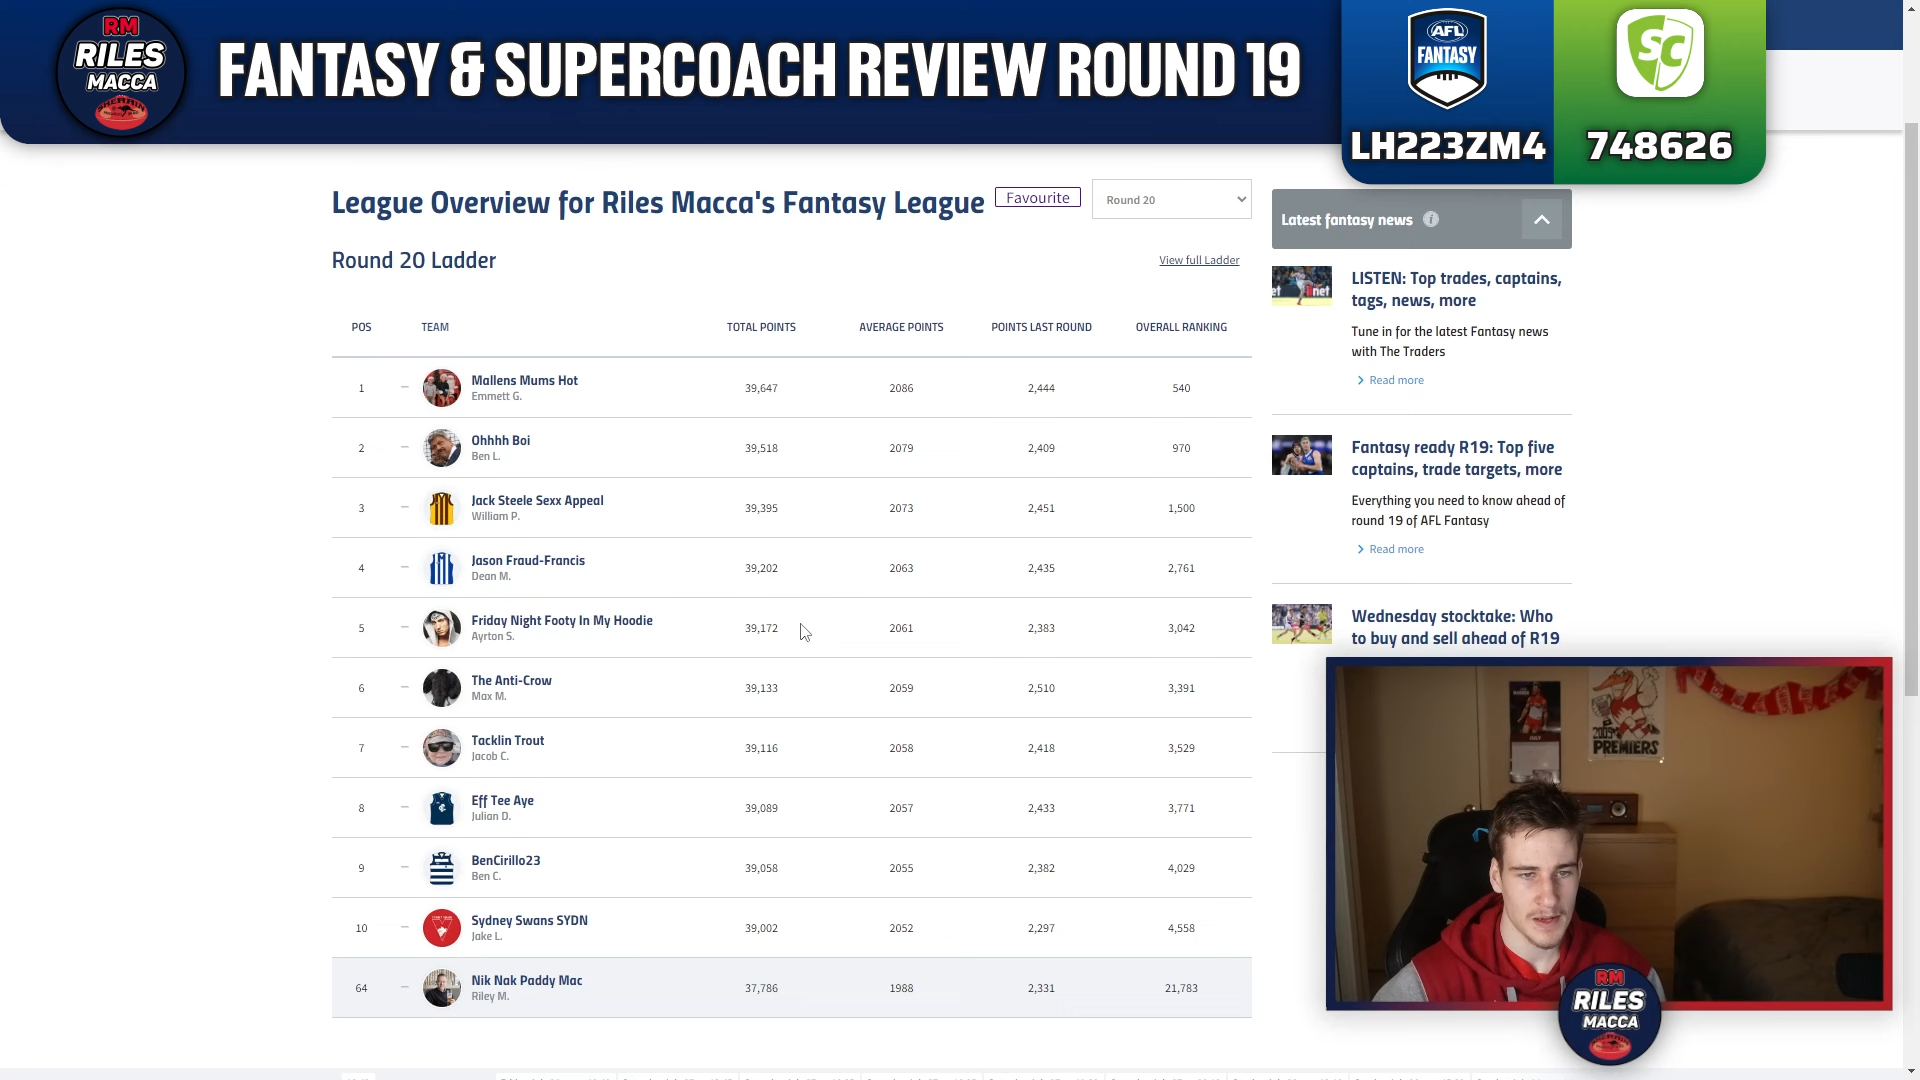 RM
RILES
MACCA
SHERRIN
FANTASY & SUPERCOACH REVIEW ROUND 19
AFL
FANTASY
LH223ZM4
SC
748626
League Overview for Riles Macca's Fantasy League
Favourite
Round 20
Round 20 Ladder
View full Ladder
POS TEAM TOTAL POINTS AVERAGE POINTS POINTS LAST ROUND OVERALL RANKING
1 – Mallens Mums Hot 39,647 2086 2,444 540
Emmett G.
2 – Ohhhh Boi 39,518 2079 2,409 970
Ben L.
3 – Jack Steele Sexx Appeal 39,395 2073 2,451 1,500
William P.
4 – Jason Fraud-Francis 39,202 2063 2,435 2,761
Dean M.
5 – Friday Night Footy In My Hoodie 39,172 2061 2,383 3,042
Ayrton S.
6 – The Anti-Crow 39,133 2059 2,510 3,391
Max M.
7 – Tacklin Trout 39,116 2058 2,418 3,529
Jacob C.
8 – Eff Tee Aye 39,089 2057 2,433 3,771
Julian D.
9 – BenCirillo23 39,058 2055 2,382 4,029
Ben C.
10 – Sydney Swans SYDN 39,002 2052 2,297 4,558
Jake L.
64 – Nik Nak Paddy Mac 37,786 1988 2,331 21,783
Riley M.
Latest fantasy news i
LISTEN: Top trades, captains,
tags, news, more
Tune in for the latest Fantasy news
with The Traders
Read more
Fantasy ready R19: Top five
captains, trade targets, more
Everything you need to know ahead of
round 19 of AFL Fantasy
Read more
Wednesday stocktake: Who
to buy and sell ahead of R19
JULY
2005
PREMIERS
RM
RILES
MACCA